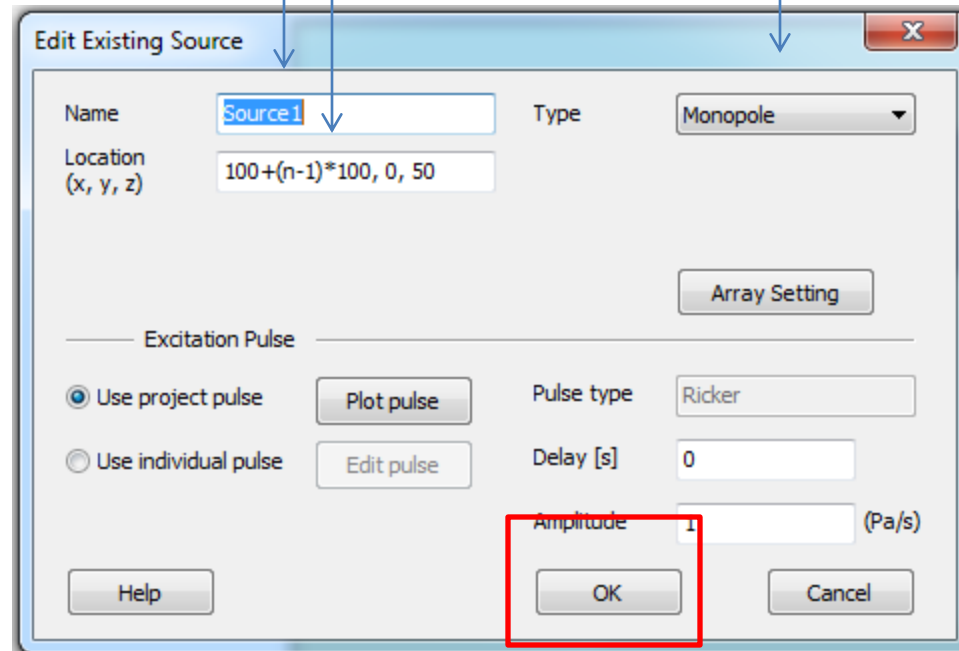 Edit Existing Source
Name Source1 Type Monopole
Location
(x, y, z) 100+(n-1)*100, 0, 50
Array Setting
Excitation Pulse
Use project pulse Plot pulse Pulse type Ricker
Use individual pulse Edit pulse Delay [s] 0
Amplitude 1 (Pa/s)
Help OK Cancel